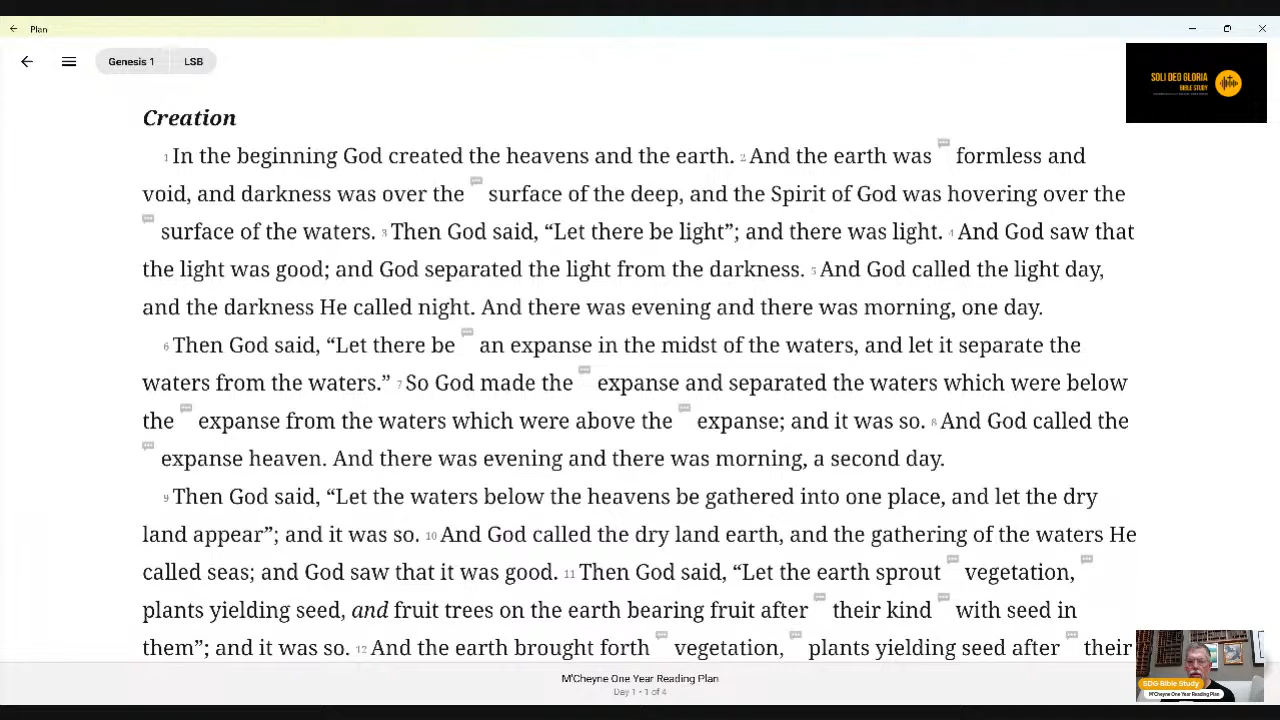 Plan
Genesis 1 LSB
SOLI DEO GLORIA
BIBLE STUDY
Creation
1 In the beginning God created the heavens and the earth. 2 And the earth was formless and
void, and darkness was over the surface of the deep, and the Spirit of God was hovering over the
surface of the waters. 3 Then God said, “Let there be light”; and there was light. 4 And God saw that
the light was good; and God separated the light from the darkness. 5 And God called the light day,
and the darkness He called night. And there was evening and there was morning, one day.
6 Then God said, “Let there be an expanse in the midst of the waters, and let it separate the
waters from the waters.” 7 So God made the expanse and separated the waters which were below
the expanse from the waters which were above the expanse; and it was so. 8 And God called the
expanse heaven. And there was evening and there was morning, a second day.
9 Then God said, “Let the waters below the heavens be gathered into one place, and let the dry
land appear”; and it was so. 10 And God called the dry land earth, and the gathering of the waters He
called seas; and God saw that it was good. 11 Then God said, “Let the earth sprout vegetation,
plants yielding seed, and fruit trees on the earth bearing fruit after their kind with seed in
them”; and it was so. 12 And the earth brought forth vegetation, plants yielding seed after their
M'Cheyne One Year Reading Plan
Day 1 • 1 of 4
SDG Bible Study
M'Cheyne One Year Reading Plan